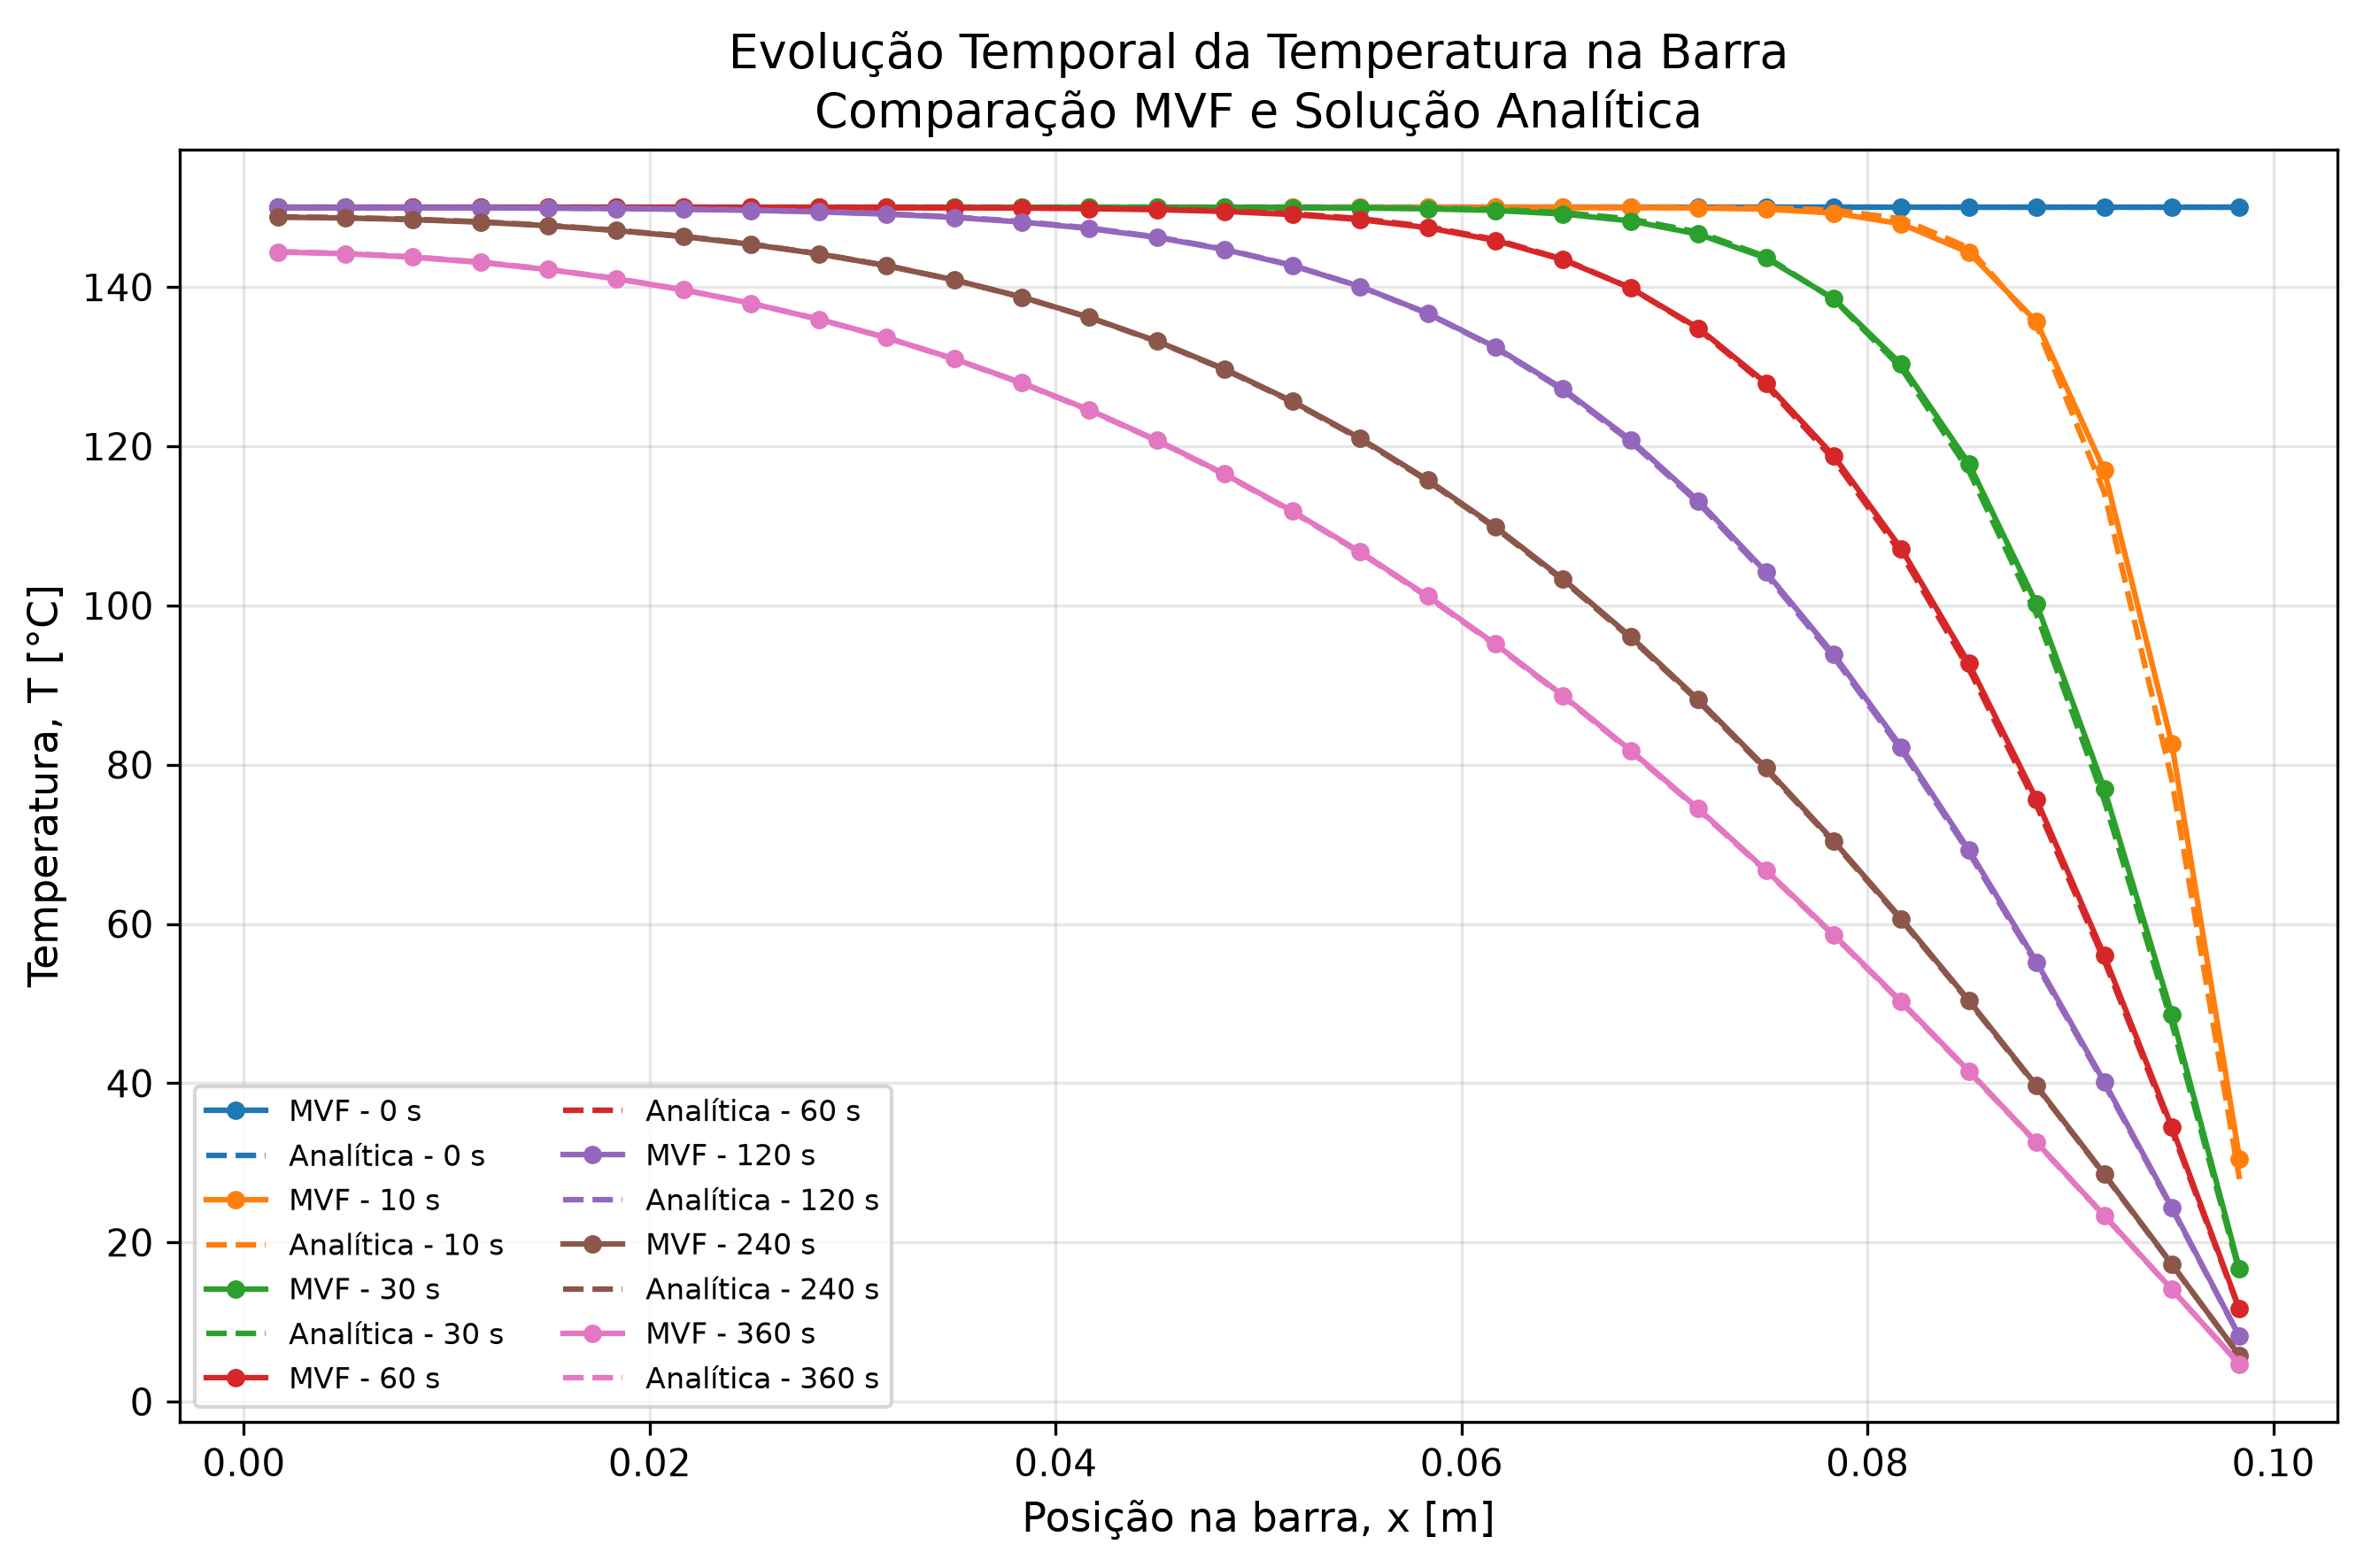 Evolução Temporal da Temperatura na Barra
Comparação MVF e Solução Analítica
Temperatura, T [°C]
140
120
100
80
60
40
20
0
MVF - 0 s
Analítica - 0 s
MVF - 10 s
Analítica - 10 s
MVF - 30 s
Analítica - 30 s
MVF - 60 s
Analítica - 60 s
MVF - 120 s
Analítica - 120 s
MVF - 240 s
Analítica - 240 s
MVF - 360 s
Analítica - 360 s
0.00 0.02 0.04 0.06 0.08 0.10
Posição na barra, x [m]